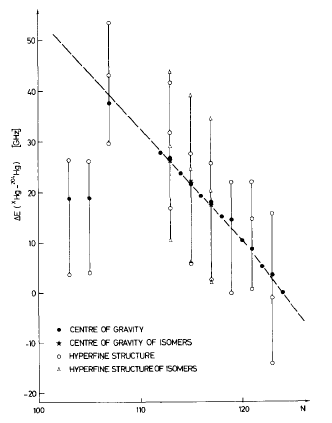 50
40
30
20
10
0
-10
-20
ΔE (ˣHg-²⁰⁴Hg) [GHz]
• CENTRE OF GRAVITY
★ CENTRE OF GRAVITY OF ISOMERS
○ HYPERFINE STRUCTURE
△ HYPERFINE STRUCTURE OF ISOMERS
100 110 120 N